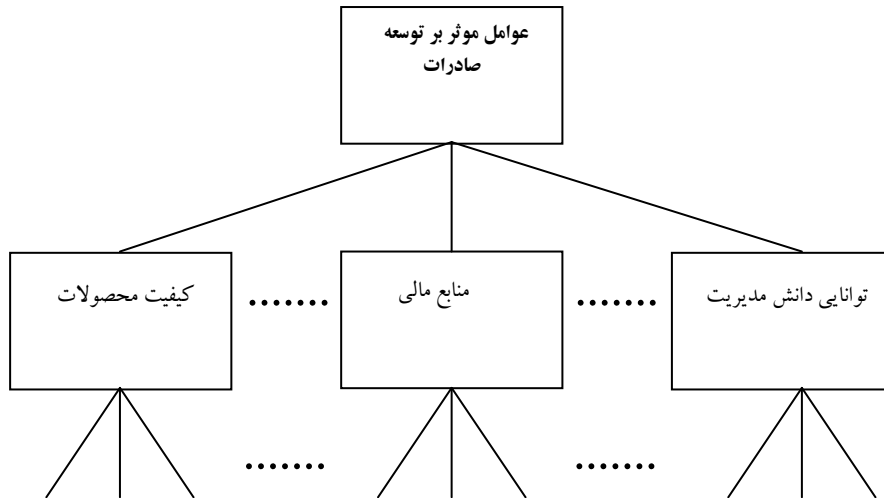 عوامل موثر بر توسعه
صادرات
توانایی دانش مدیریت
منابع مالی
کیفیت محصولات